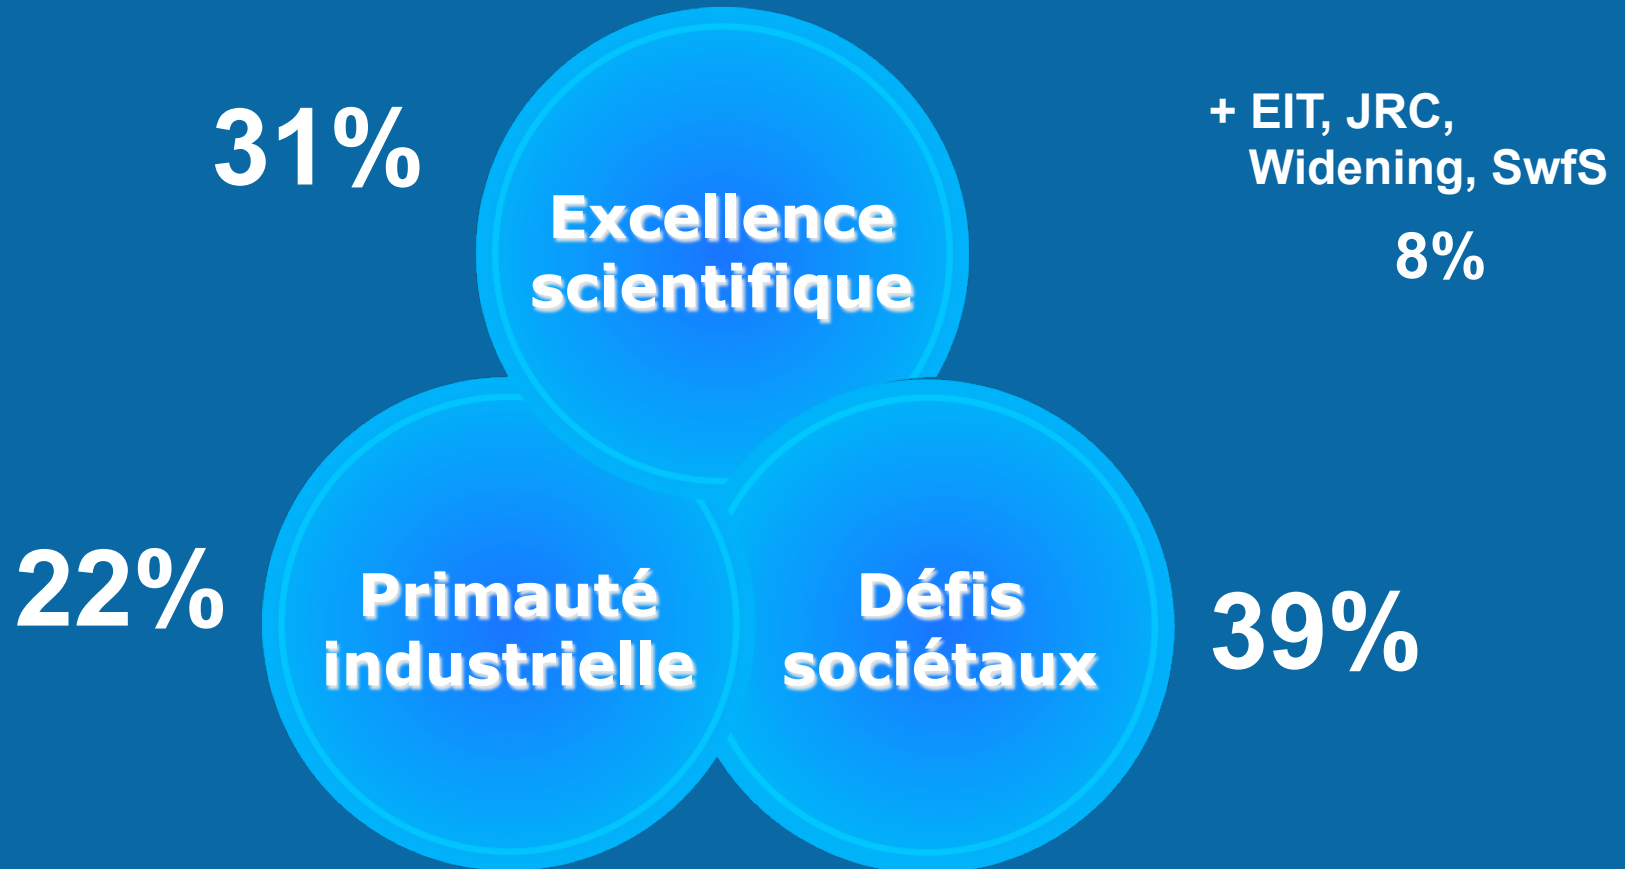 31%
Excellence
scientifique
+ EIT, JRC,
Widening, SwfS
8%
22%
Primauté
industrielle
Défis
sociétaux
39%